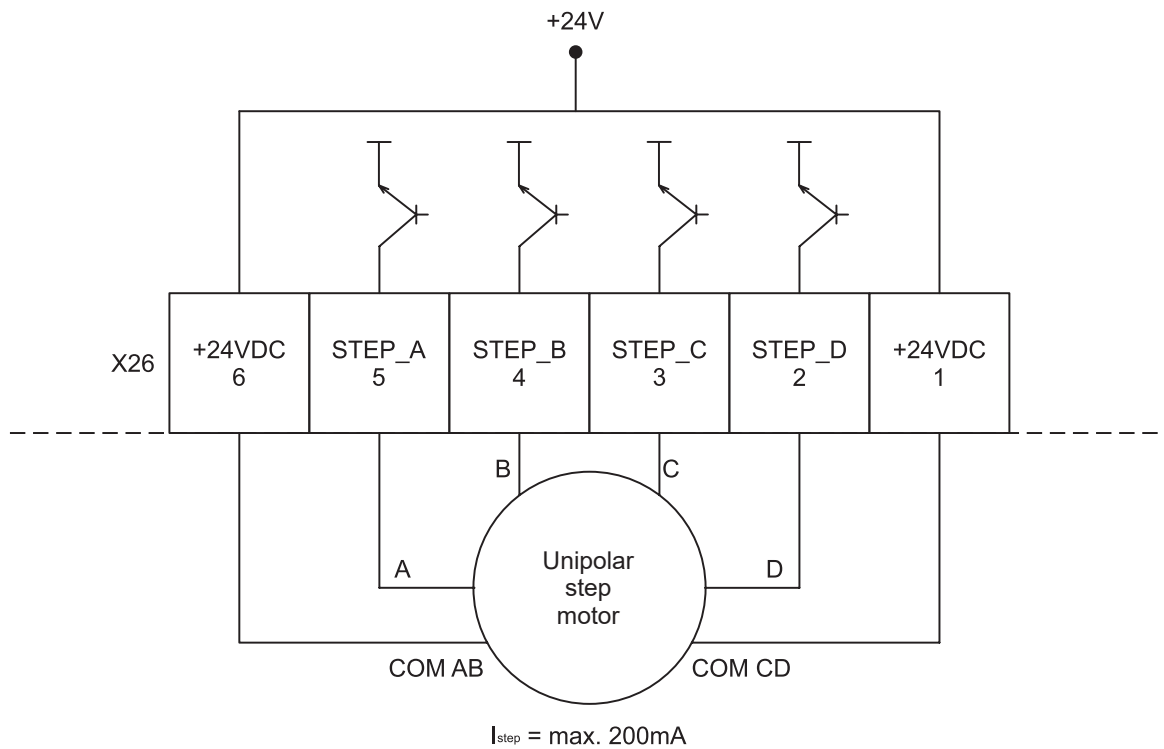 +24V
X26
+24VDC
6
STEP_A
5
STEP_B
4
STEP_C
3
STEP_D
2
+24VDC
1
B
C
A
D
Unipolar
step
motor
COM AB
COM CD
Istep = max. 200mA